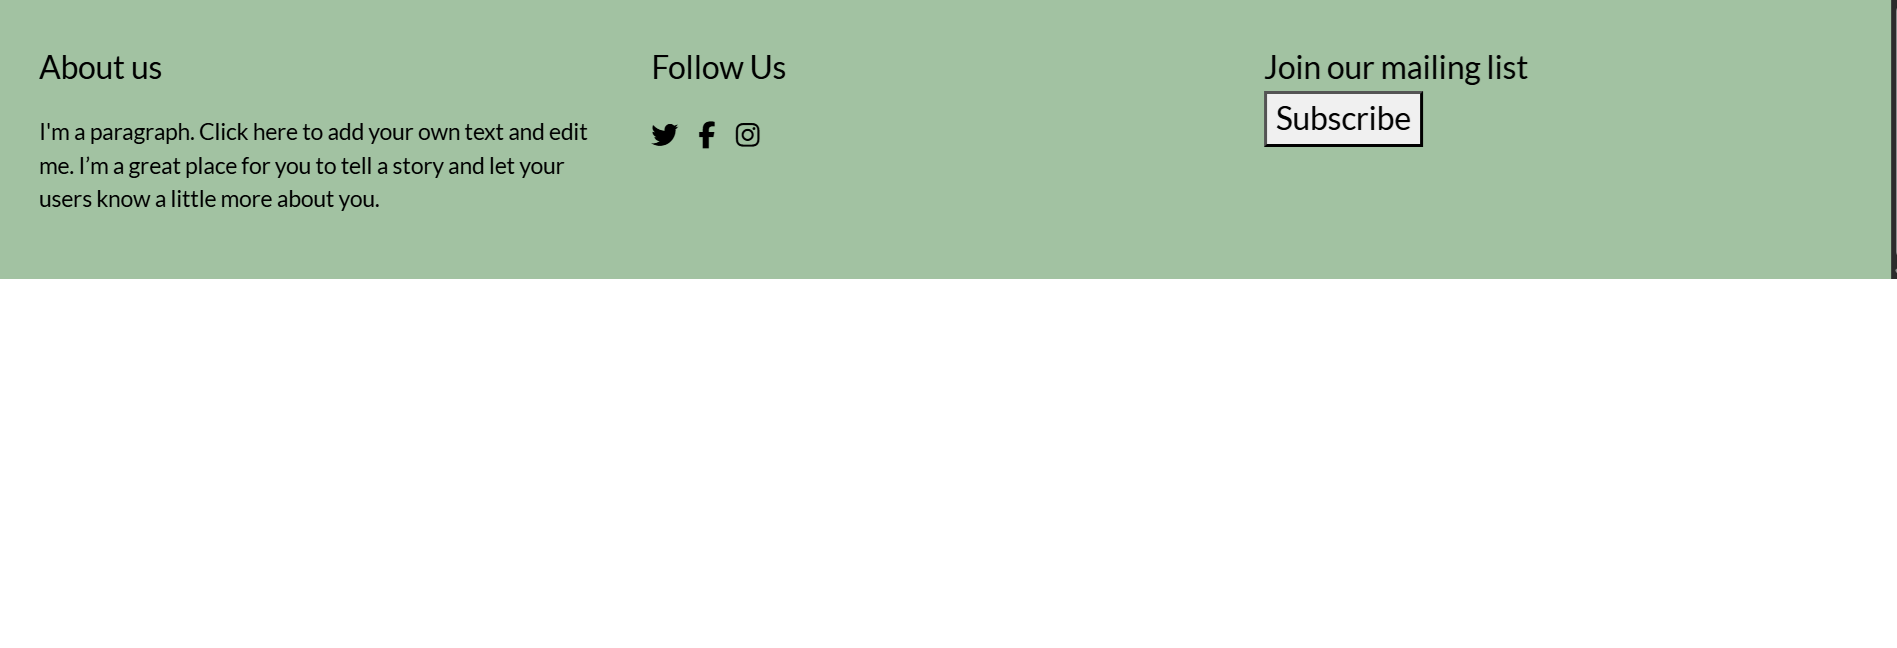 About us
I'm a paragraph. Click here to add your own text and edit
me. I’m a great place for you to tell a story and let your
users know a little more about you.
Follow Us
Join our mailing list
Subscribe